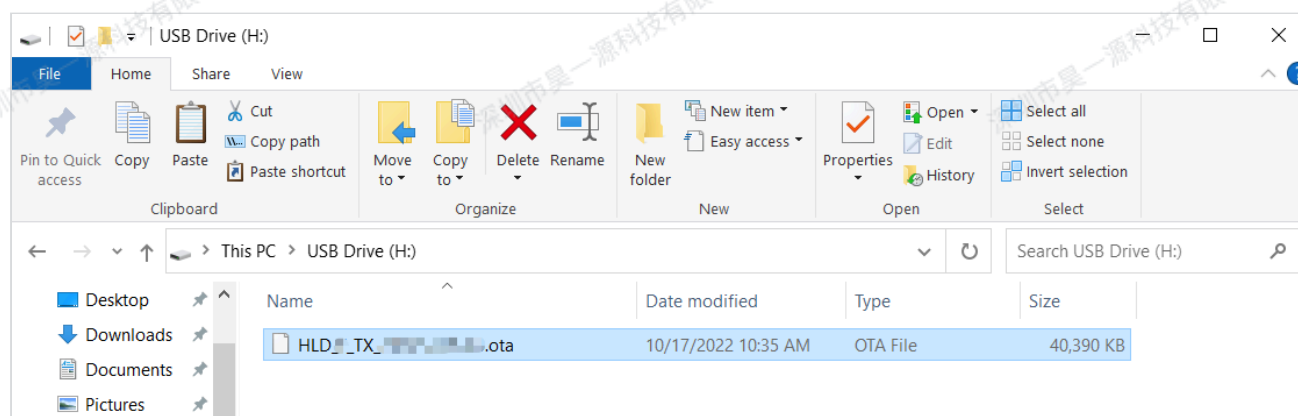 USB Drive (H:)
File Home Share View
Pin to Quick access
Copy
Paste
Cut
Copy path
Paste shortcut
Clipboard
Move to
Copy to
Delete
Rename
Organize
New folder
New item
Easy access
New
Properties
Open
Edit
History
Open
Select all
Select none
Invert selection
Select
This PC > USB Drive (H:)
Search USB Drive (H:)
Desktop
Downloads
Documents
Pictures
Name Date modified Type Size
HLD_ _TX_ .ota 10/17/2022 10:35 AM OTA File 40,390 KB
深圳市昊一源科技有限